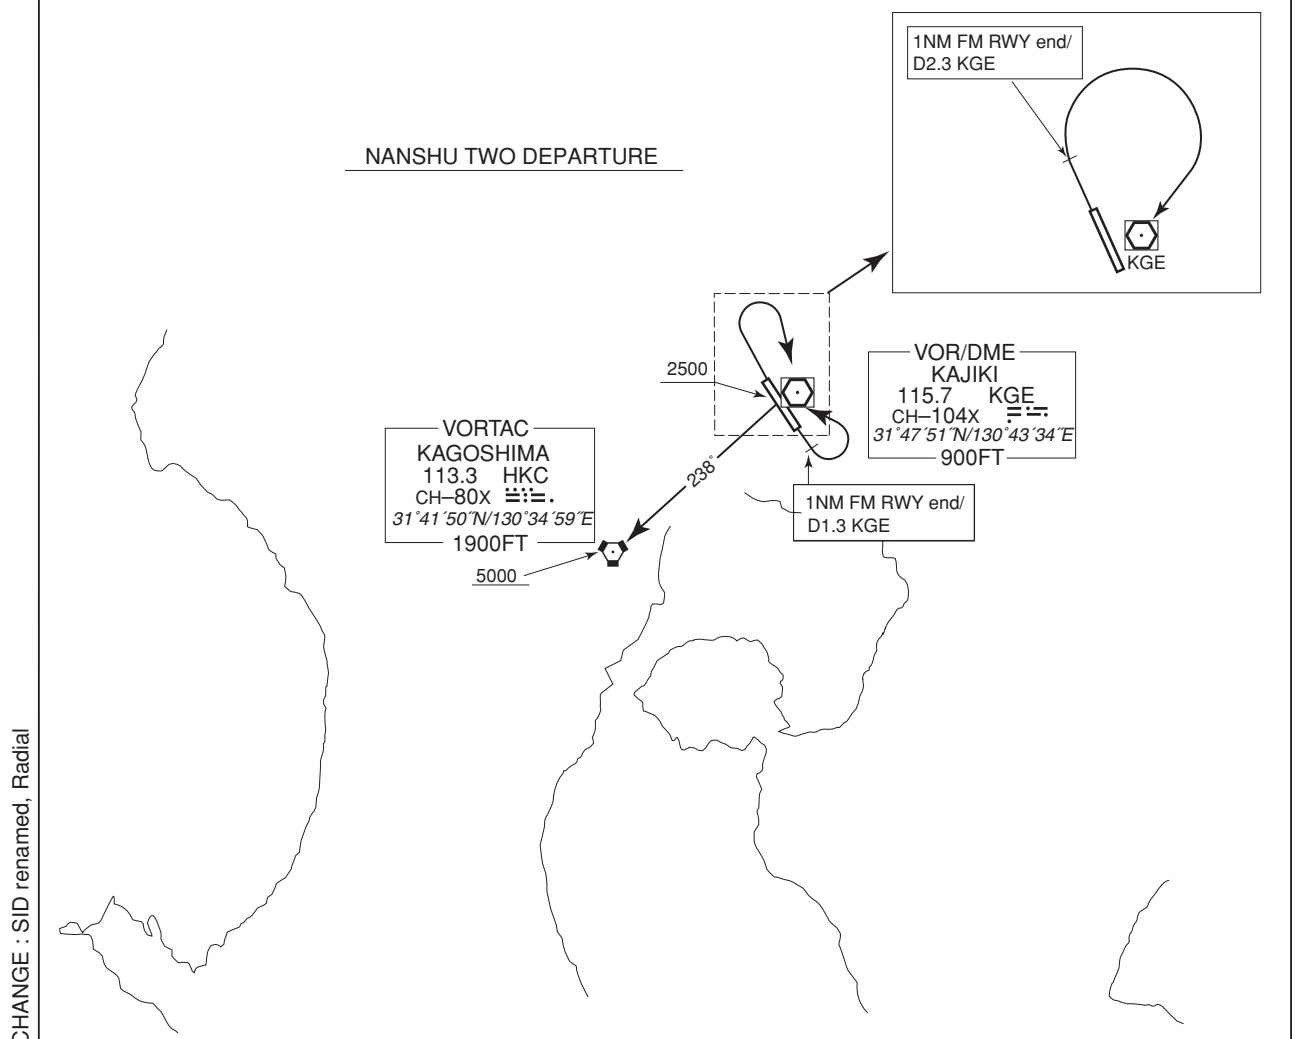 1NM FM RWY end/
D2.3 KGE
KGE
NANSHU TWO DEPARTURE
2500
VOR/DME
KAJIKI
115.7 KGE
CH–104X
31°47´51˝N/130°43´34˝E
900FT
VORTAC
KAGOSHIMA
113.3 HKC
CH–80X
31°41´50˝N/130°34´59˝E
1900FT
238°
1NM FM RWY end/
D1.3 KGE
5000
CHANGE : SID renamed, Radial